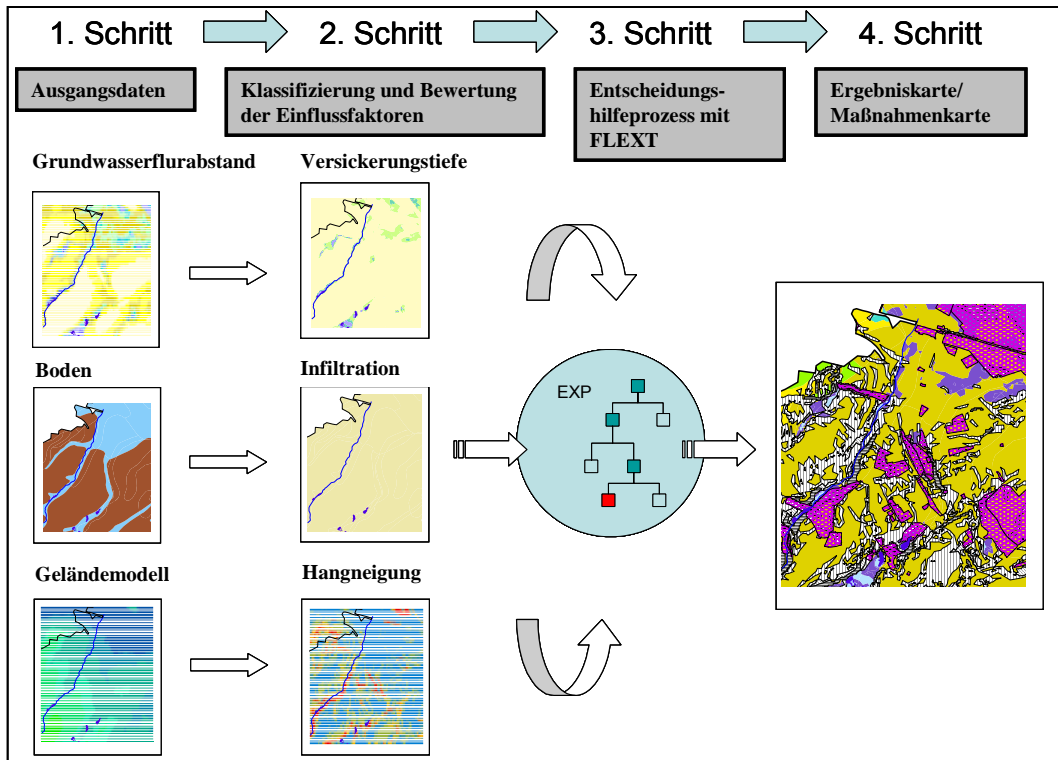 1. Schritt
2. Schritt
3. Schritt
4. Schritt
Ausgangsdaten
Klassifizierung und Bewertung
der Einflussfaktoren
Entscheidungs-
hilfeprozess mit
FLEXT
Ergebniskarte/
Maßnahmenkarte
Grundwasserflurabstand
Versickerungstiefe
Boden
Infiltration
EXP
Geländemodell
Hangneigung